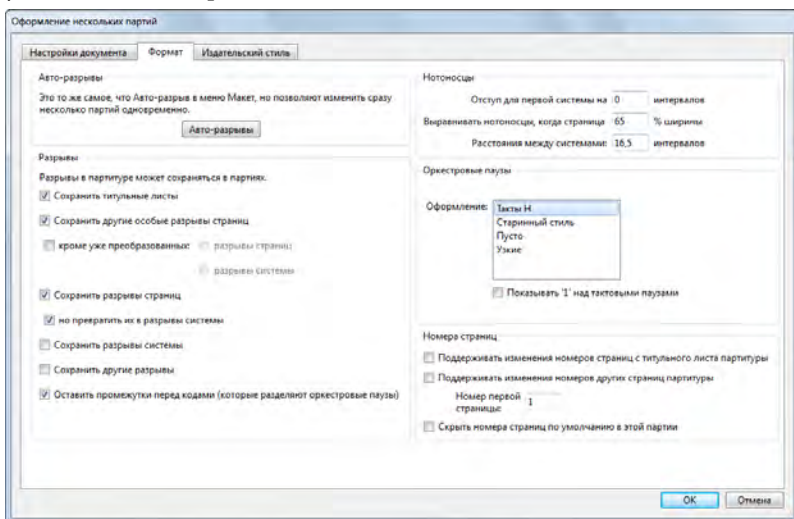 Оформление нескольких партий
Настройки документа Формат Издательский стиль
Авто-разрывы
Это то же самое, что Авто-разрыв в меню Макет, но позволяют изменить сразу
несколько партий одновременно.
Авто-разрывы
Разрывы
Разрывы в партитуре может сохраняться в партиях.
Сохранить титульные листы
Сохранить другие особые разрывы страниц
кроме уже преобразованных: разрывы страниц
разрывы системы
Сохранить разрывы страниц
но превратить их в разрывы системы
Сохранить разрывы системы
Сохранить другие разрывы
Оставить промежутки перед кодами (которые разделяют оркестровые паузы)
Нотоносцы
Отступ для первой системы на 0 интервалов
Выравнивать нотоносцы, когда страница 65 % ширины
Расстояния между системами: 16,5 интервалов
Оркестровые паузы
Оформление: Такты H
Старинный стиль
Пусто
Узкие
Показывать '1' над тактовыми паузами
Номера страниц
Поддерживать изменения номеров страниц с титульного листа партитуры
Поддерживать изменения номеров других страниц партитуры
Номер первой
страницы: 1
Скрыть номера страниц по умолчанию в этой партии
OK Отмена